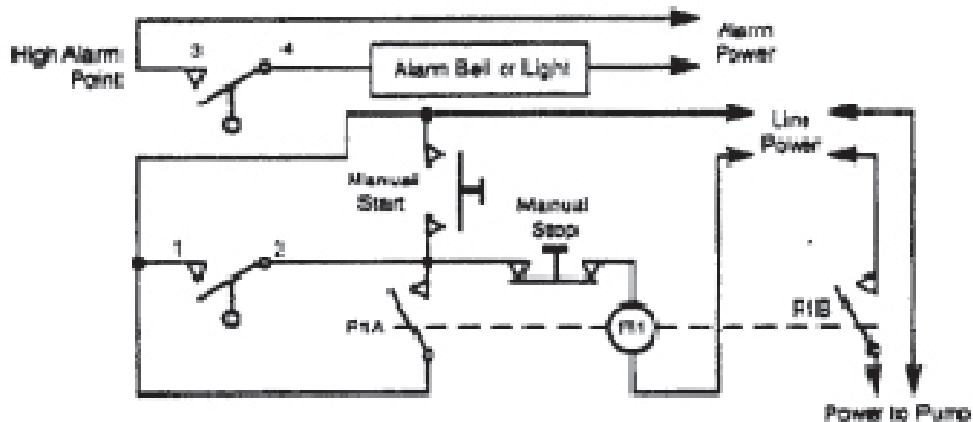 High Alarm
Point
3
4
Alarm Bell or Light
Alarm
Power
Line
Power
Manual
Start
Manual
Stop
1
2
R1A
R1
R1B
Power to Pump